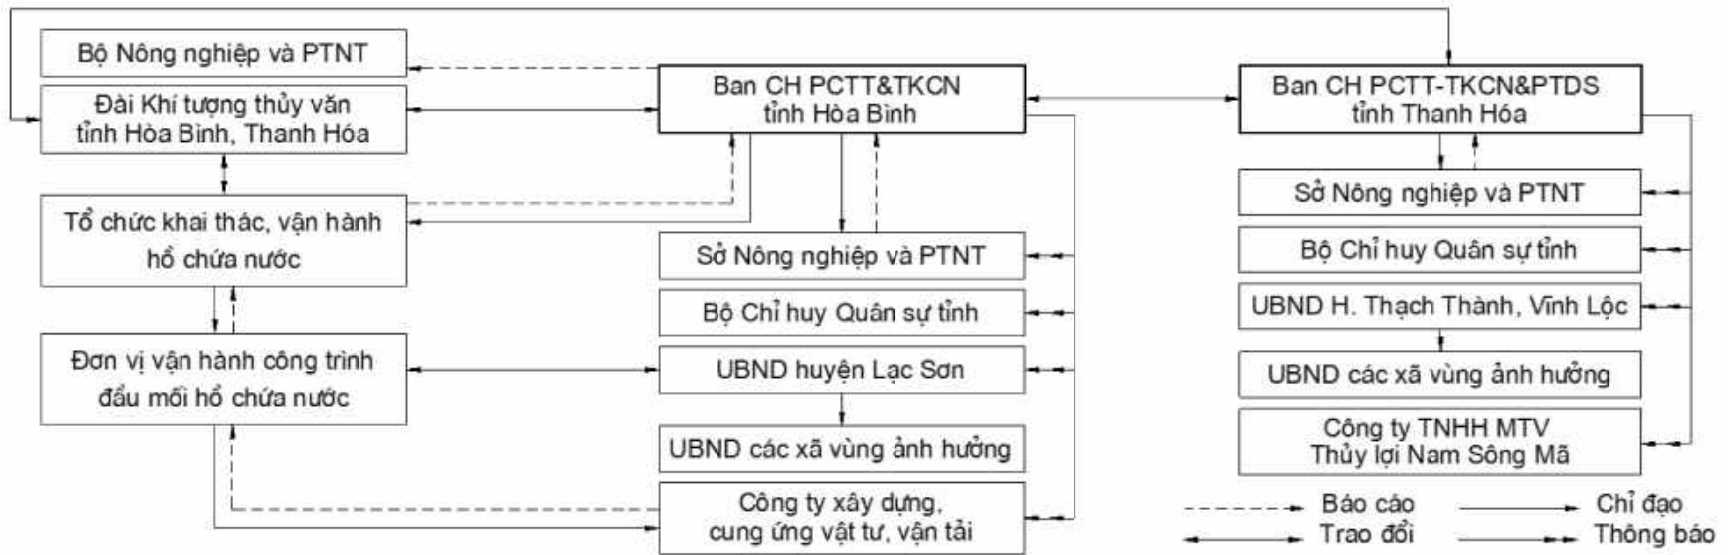 Bộ Nông nghiệp và PTNT
Đài Khí tượng thủy văn
tỉnh Hòa Bình, Thanh Hóa
Tổ chức khai thác, vận hành
hồ chứa nước
Đơn vị vận hành công trình
đầu mối hồ chứa nước
Ban CH PCTT&TKCN
tỉnh Hòa Bình
Sở Nông nghiệp và PTNT
Bộ Chỉ huy Quân sự tỉnh
UBND huyện Lạc Sơn
UBND các xã vùng ảnh hưởng
Công ty xây dựng,
cung ứng vật tư, vận tải
Ban CH PCTT-TKCN&PTDS
tỉnh Thanh Hóa
Sở Nông nghiệp và PTNT
Bộ Chỉ huy Quân sự tỉnh
UBND H. Thạch Thành, Vĩnh Lộc
UBND các xã vùng ảnh hưởng
Công ty TNHH MTV
Thủy lợi Nam Sông Mã
Báo cáo
Chỉ đạo
Trao đổi
Thông báo